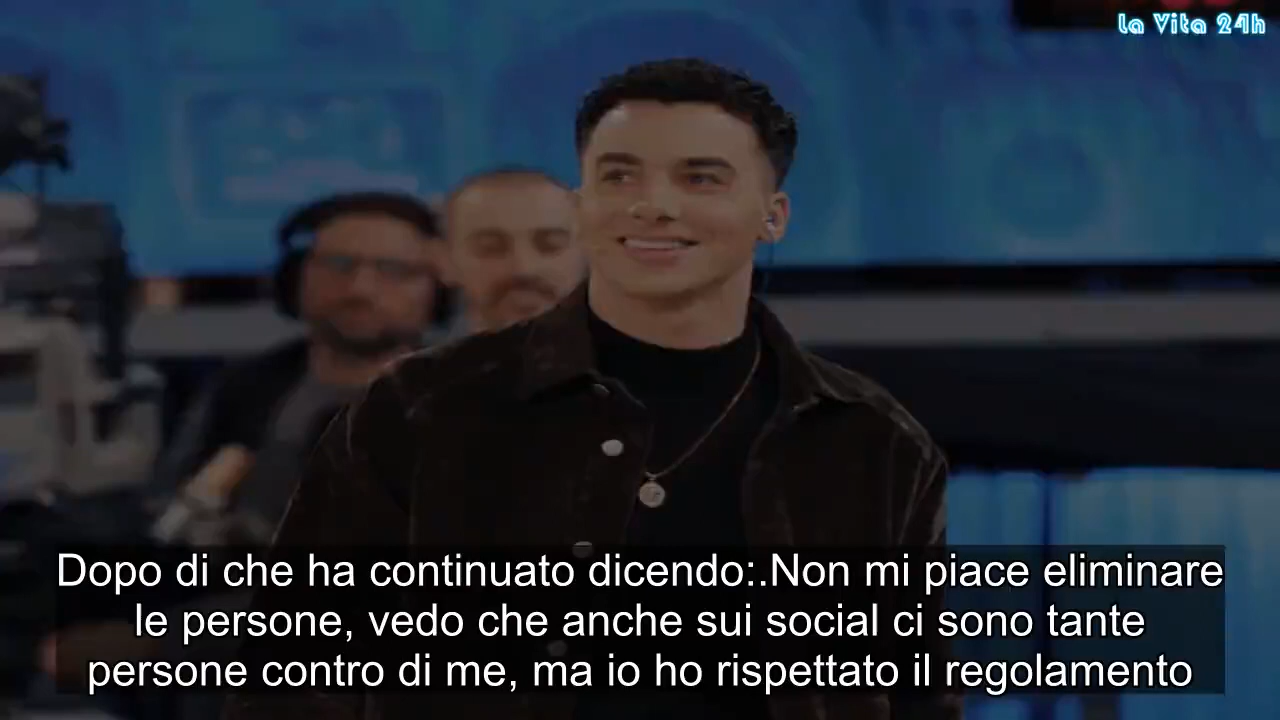 La Vita 24h
Dopo di che ha continuato dicendo:.Non mi piace eliminare
le persone, vedo che anche sui social ci sono tante
persone contro di me, ma io ho rispettato il regolamento